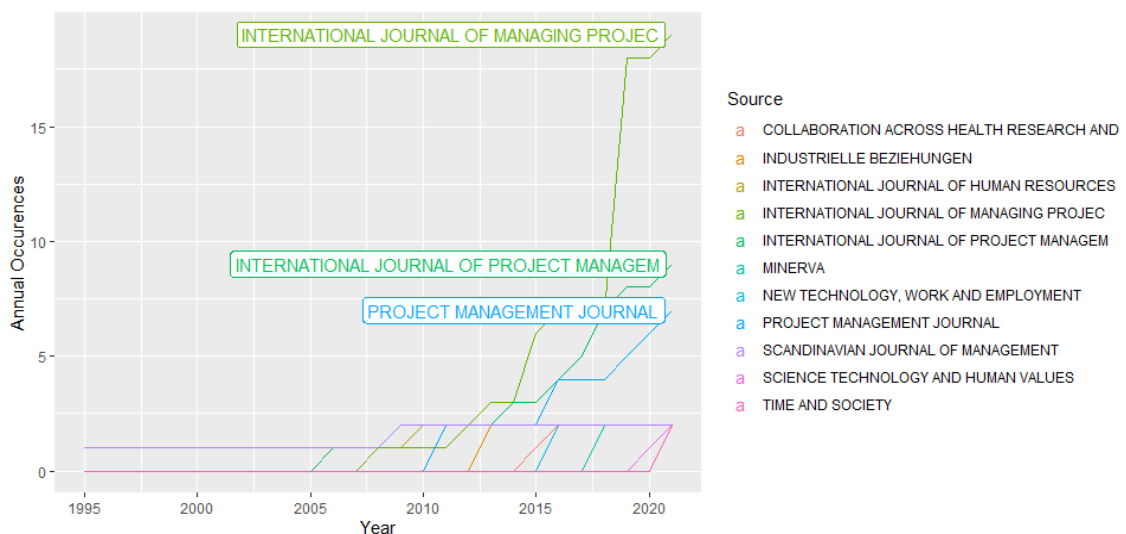 INTERNATIONAL JOURNAL OF MANAGING PROJEC
INTERNATIONAL JOURNAL OF PROJECT MANAGEM
PROJECT MANAGEMENT JOURNAL
15
10
5
0
Annual Occurences
1995
2000
2005
2010
2015
2020
Year
Source
a COLLABORATION ACROSS HEALTH RESEARCH AND
a INDUSTRIELLE BEZIEHUNGEN
a INTERNATIONAL JOURNAL OF HUMAN RESOURCES
a INTERNATIONAL JOURNAL OF MANAGING PROJEC
a INTERNATIONAL JOURNAL OF PROJECT MANAGEM
a MINERVA
a NEW TECHNOLOGY, WORK AND EMPLOYMENT
a PROJECT MANAGEMENT JOURNAL
a SCANDINAVIAN JOURNAL OF MANAGEMENT
a SCIENCE TECHNOLOGY AND HUMAN VALUES
a TIME AND SOCIETY